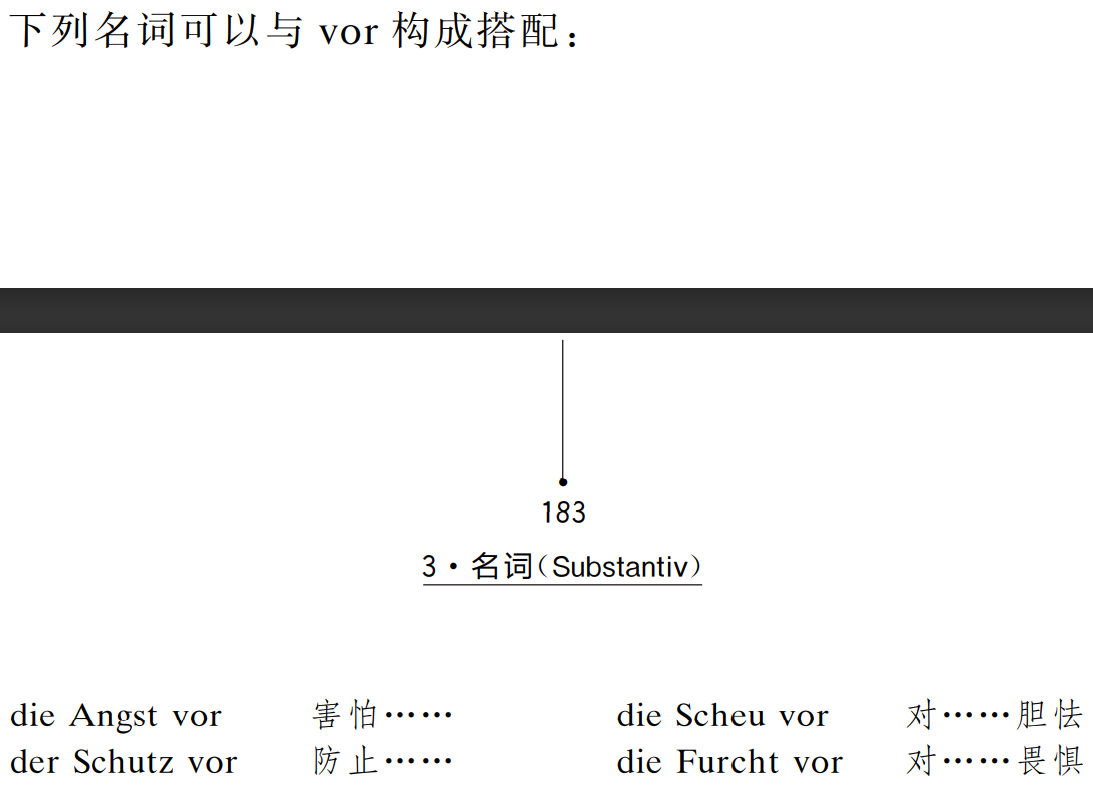 下列名词可以与 vor 构成搭配：
183
3·名词（Substantiv）
die Angst vor 害怕…… die Scheu vor 对……胆怯
der Schutz vor 防止…… die Furcht vor 对……畏惧